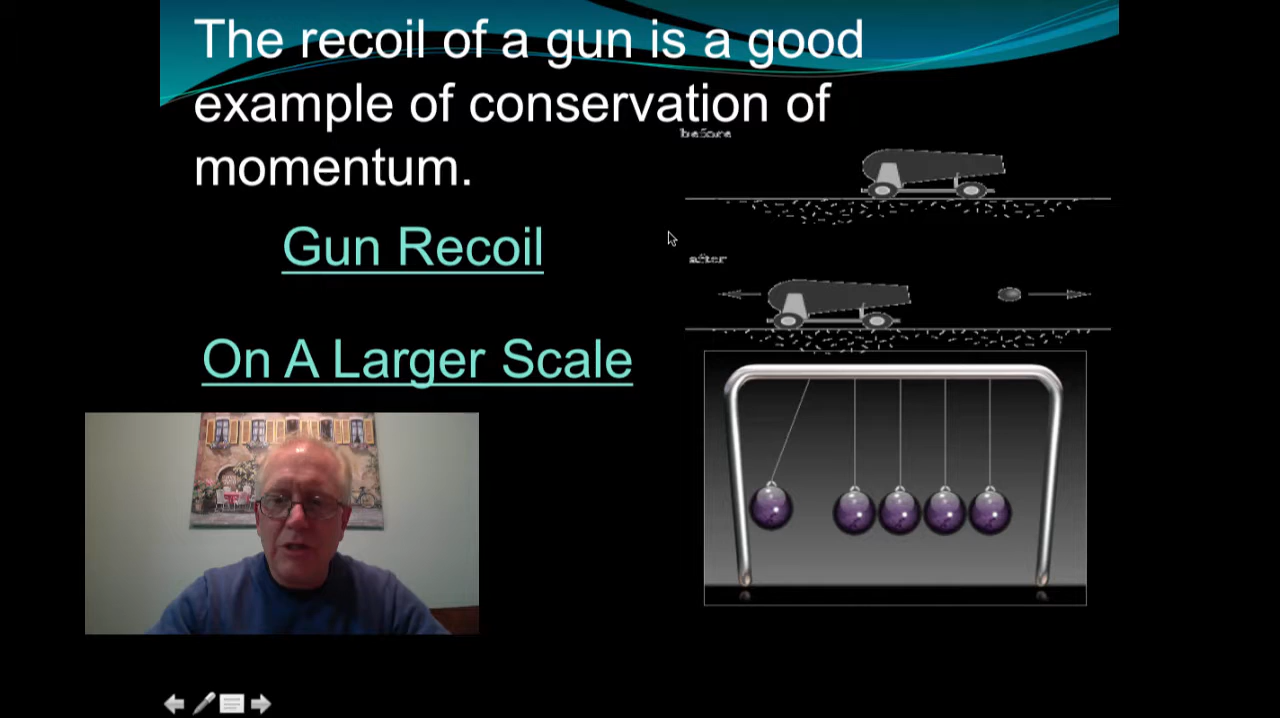 The recoil of a gun is a good
example of conservation of
momentum.
before
Gun Recoil
after
On A Larger Scale